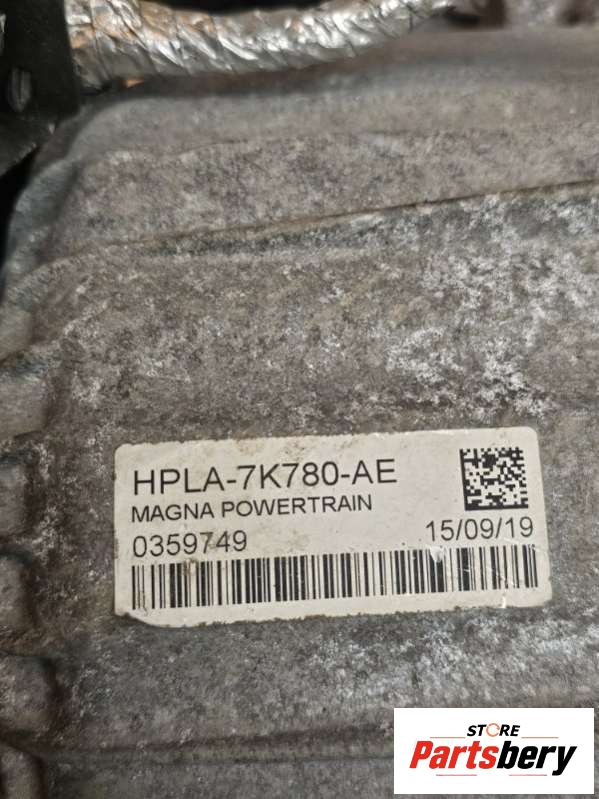 HPLA-7K780-AE
MAGNA POWERTRAIN
0359749 15/09/19
STORE
Partsbery